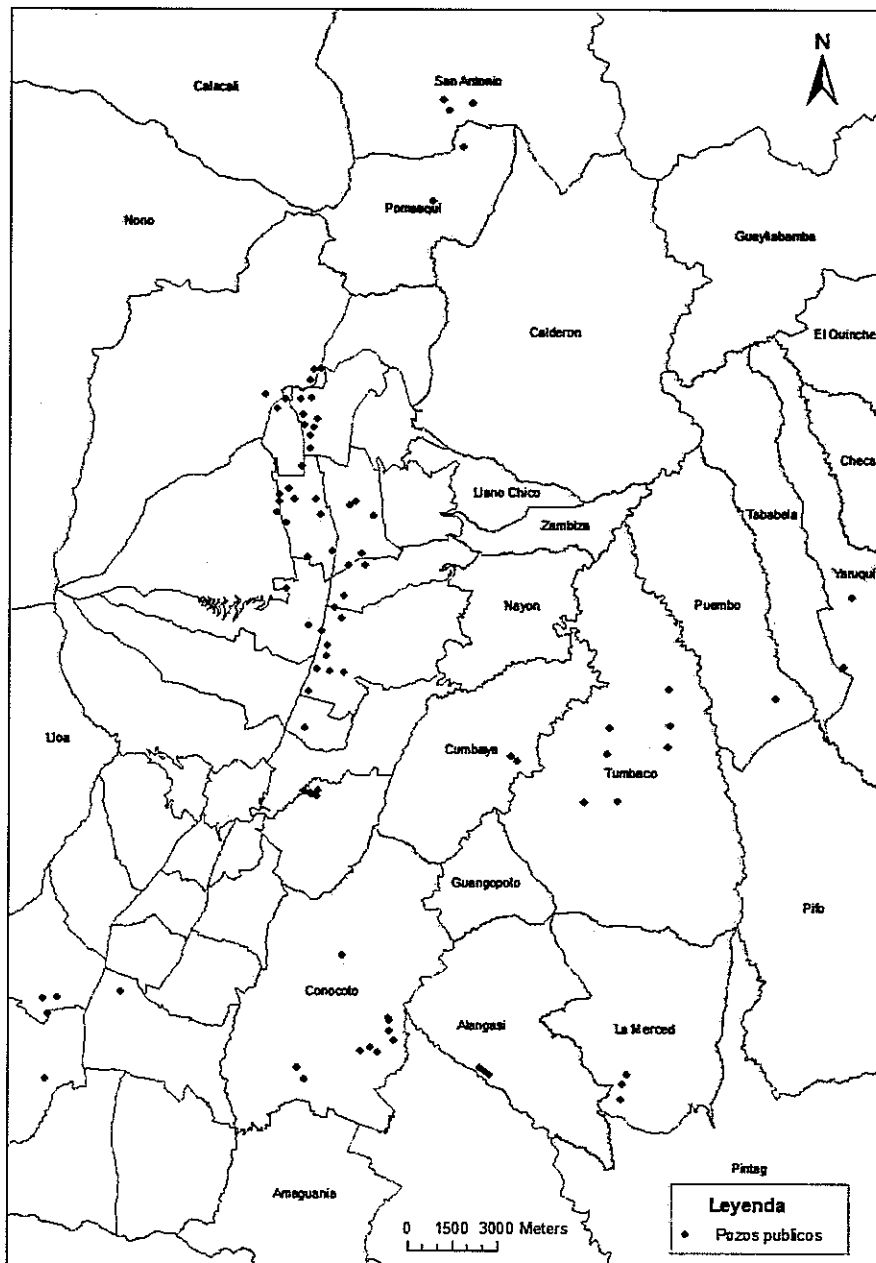 N
San Antonio
Calacali
Pomasqui
Nono
Guayllabamba
Calderon
El Quinche
Checa
Llano Chico
Tababela
Zambiza
Yaruqui
Nayon
Puembo
Lloa
Cumbaya
Tumbaco
Guangopolo
Pifo
Conocoto
Alangasi
La Merced
Pintag
Amaguania
Leyenda
0 1500 3000 Meters
Pozos publicos